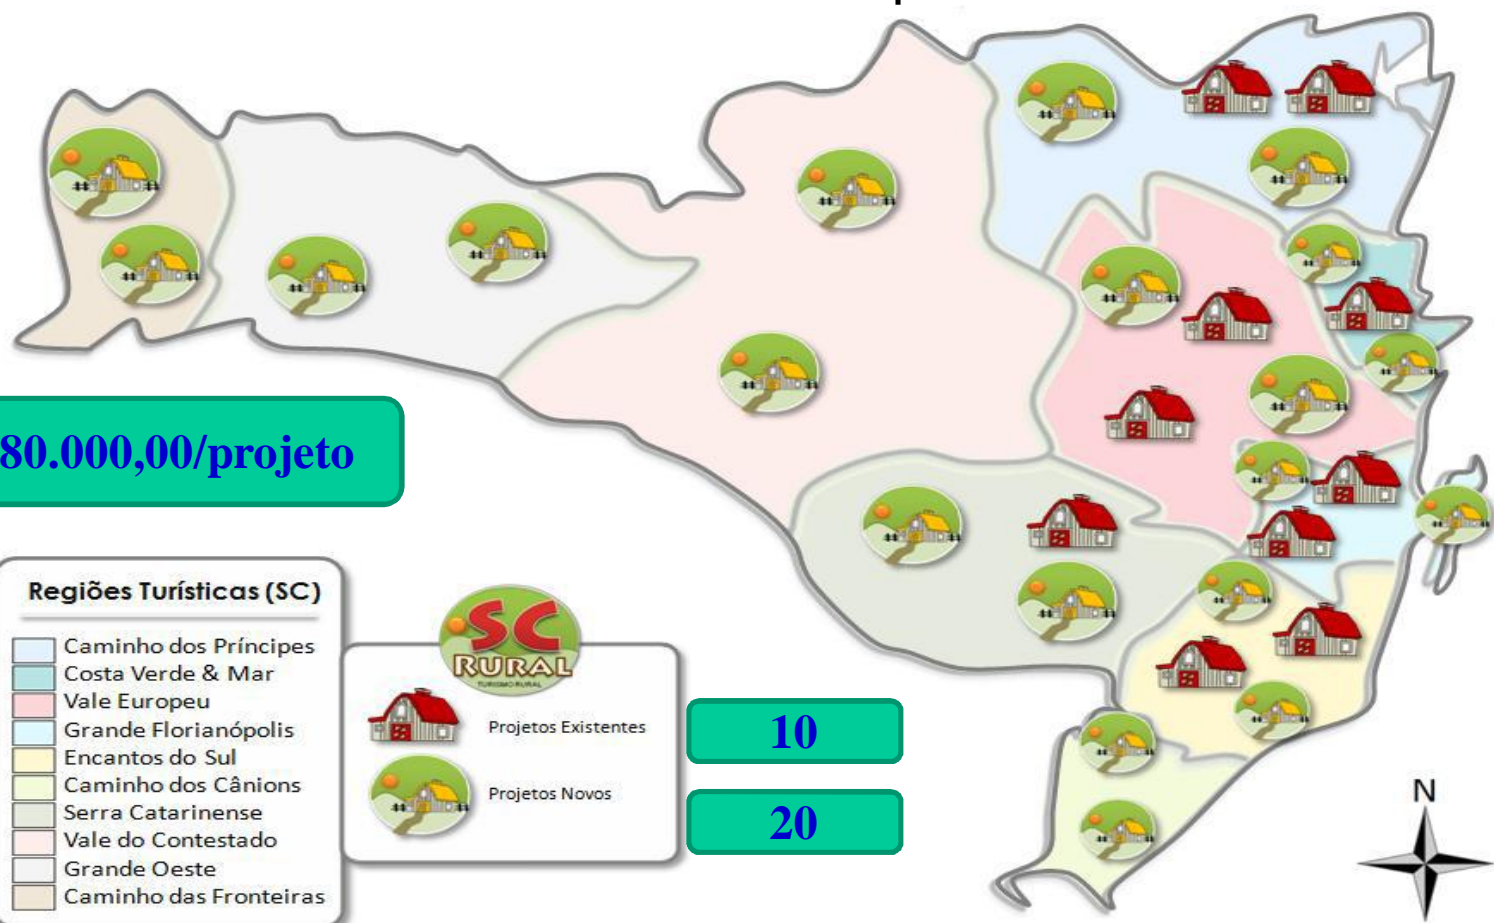 80.000,00/projeto
Regiões Turísticas (SC)
Caminho dos Príncipes
Costa Verde & Mar
Vale Europeu
Grande Florianópolis
Encantos do Sul
Caminho dos Cânions
Serra Catarinense
Vale do Contestado
Grande Oeste
Caminho das Fronteiras
SC
RURAL
TURISMO RURAL
Projetos Existentes
10
Projetos Novos
20
N